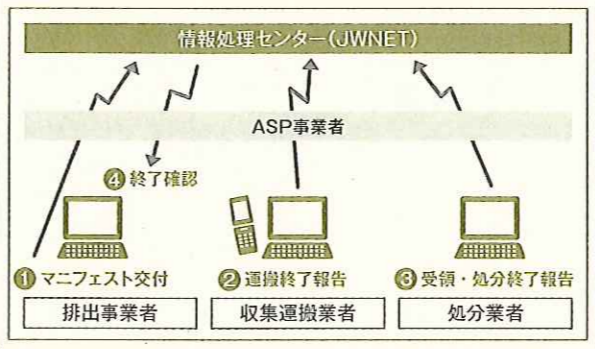 情報処理センター(JWNET)
ASP事業者
④ 終了確認
① マニフェスト交付
② 運搬終了報告
③ 受領・処分終了報告
排出事業者
収集運搬業者
処分業者